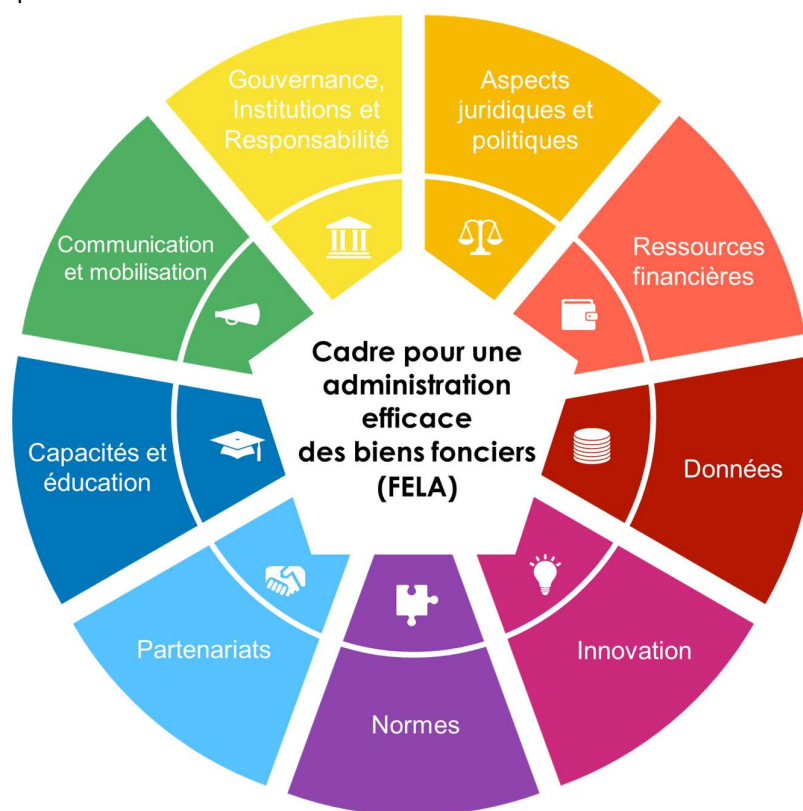 Gouvernance,
Institutions et
Responsabilité
Aspects
juridiques et
politiques
Ressources
financières
Données
Innovation
Normes
Partenariats
Capacités et
éducation
Communication
et mobilisation
Cadre pour une
administration
efficace
des biens fonciers
(FELA)